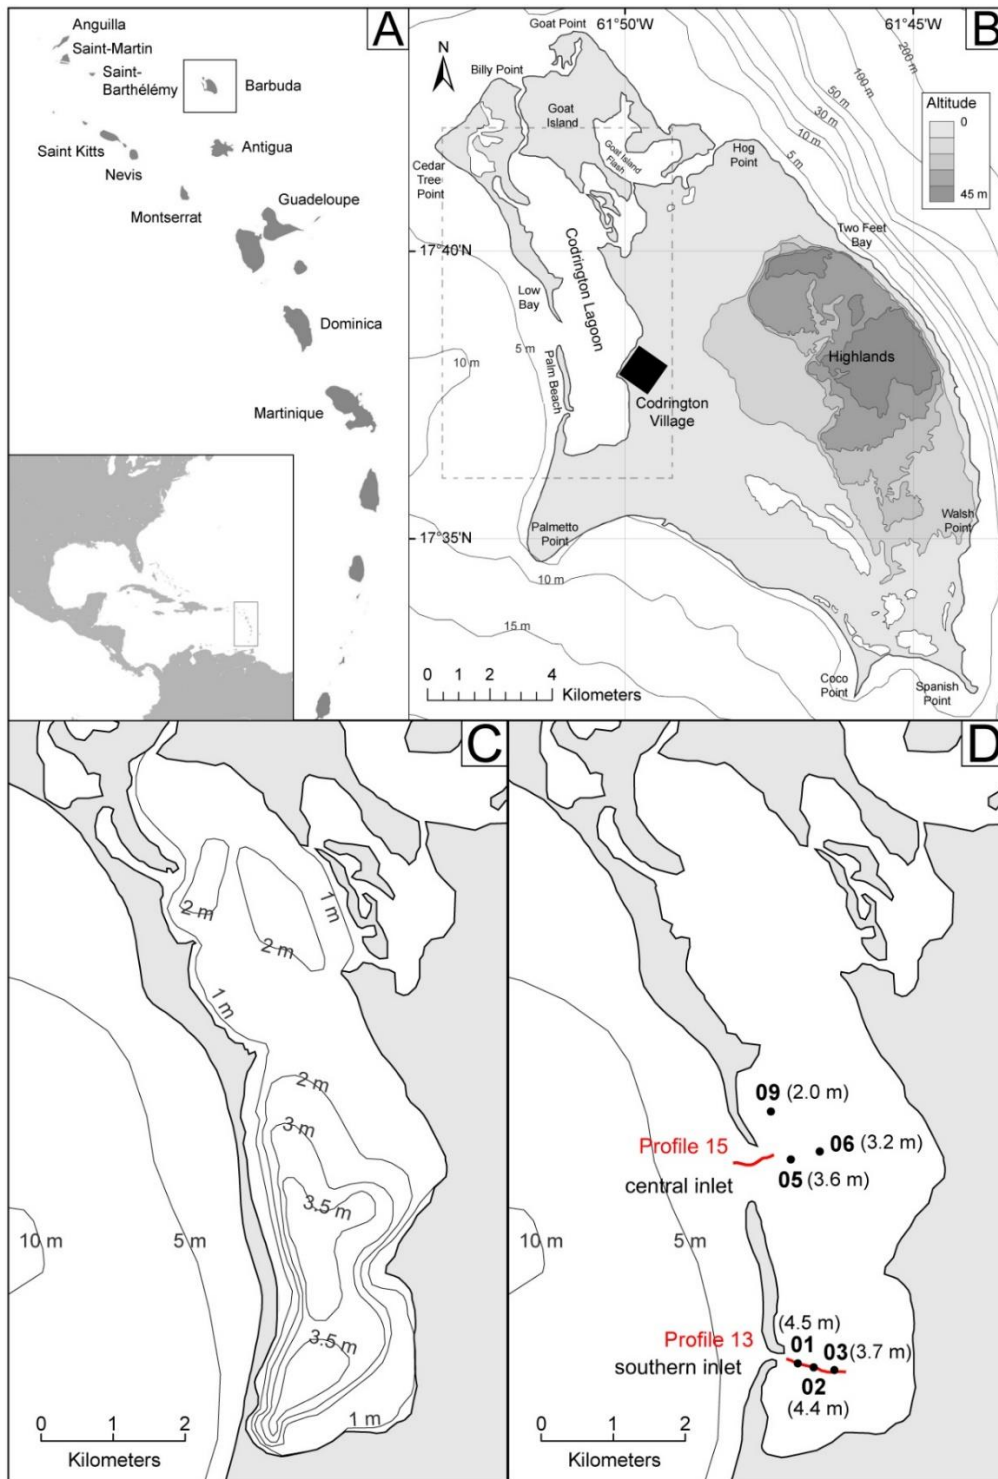 A
Anguilla
Saint-Martin
Saint-
Barthélémy
Barbuda
Saint Kitts
Nevis
Antigua
Montserrat
Guadeloupe
Dominica
Martinique
B
61°50'W
61°45'W
N
Goat Point
Billy Point
Goat
Island
Goat Island
Flash
Cedar
Tree
Point
Hog
Point
200 m
100 m
50 m
30 m
10 m
5 m
Altitude
0
45 m
Two Feet
Bay
17°40'N
Codrington Lagoon
Low
Bay
5 m
10 m
Palm Beach
Highlands
Codrington
Village
Walsh
Point
17°35'N
Palmetto
Point
10 m
15 m
0 2 4
Kilometers
Coco
Point
Spanish
Point
C
2 m
2 m
1 m
1 m
2 m
3 m
3.5 m
10 m
5 m
3.5 m
1 m
0 2
Kilometers
D
09 (2.0 m)
06 (3.2 m)
Profile 15
05 (3.6 m)
central inlet
10 m
5 m
(4.5 m)
Profile 13
01
03 (3.7 m)
southern inlet
02
(4.4 m)
0 2
Kilometers